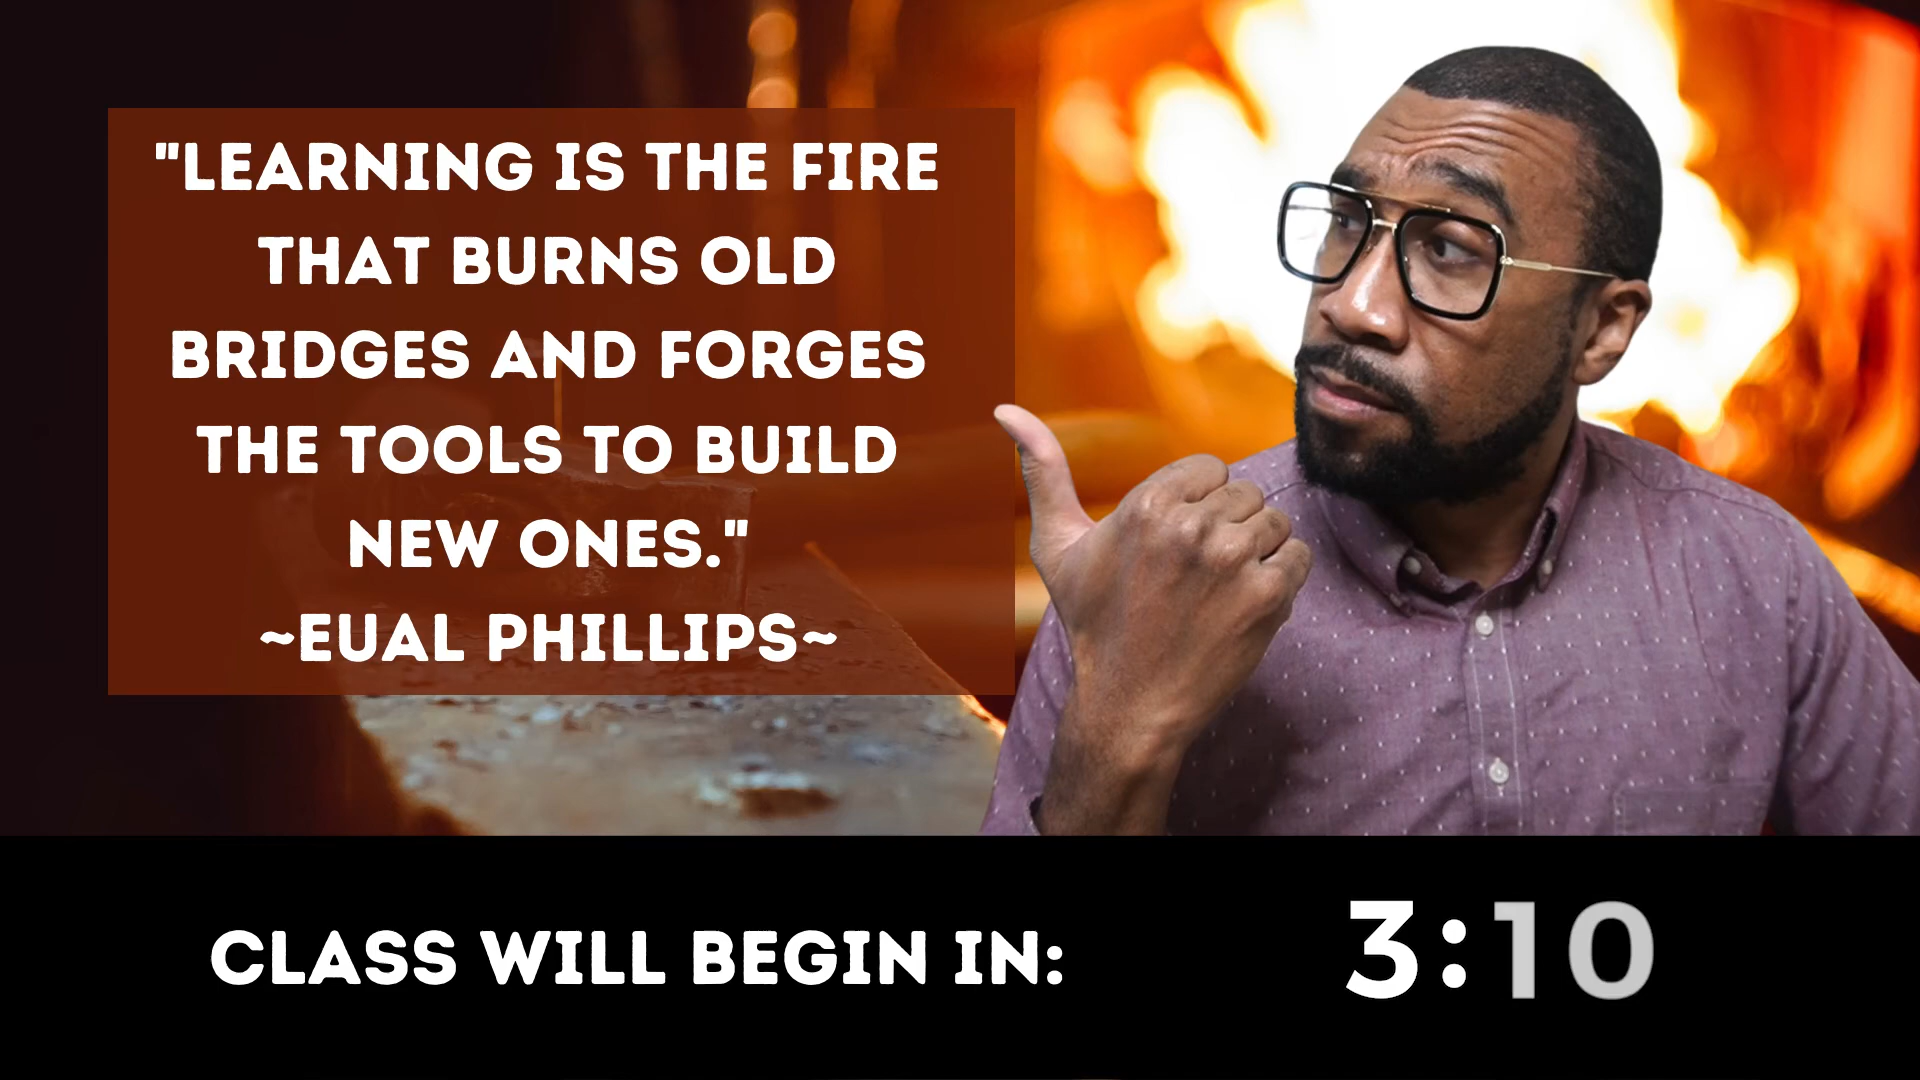 "LEARNING IS THE FIRE
THAT BURNS OLD
BRIDGES AND FORGES
THE TOOLS TO BUILD
NEW ONES."
~EUAL PHILLIPS~
CLASS WILL BEGIN IN: 3:10